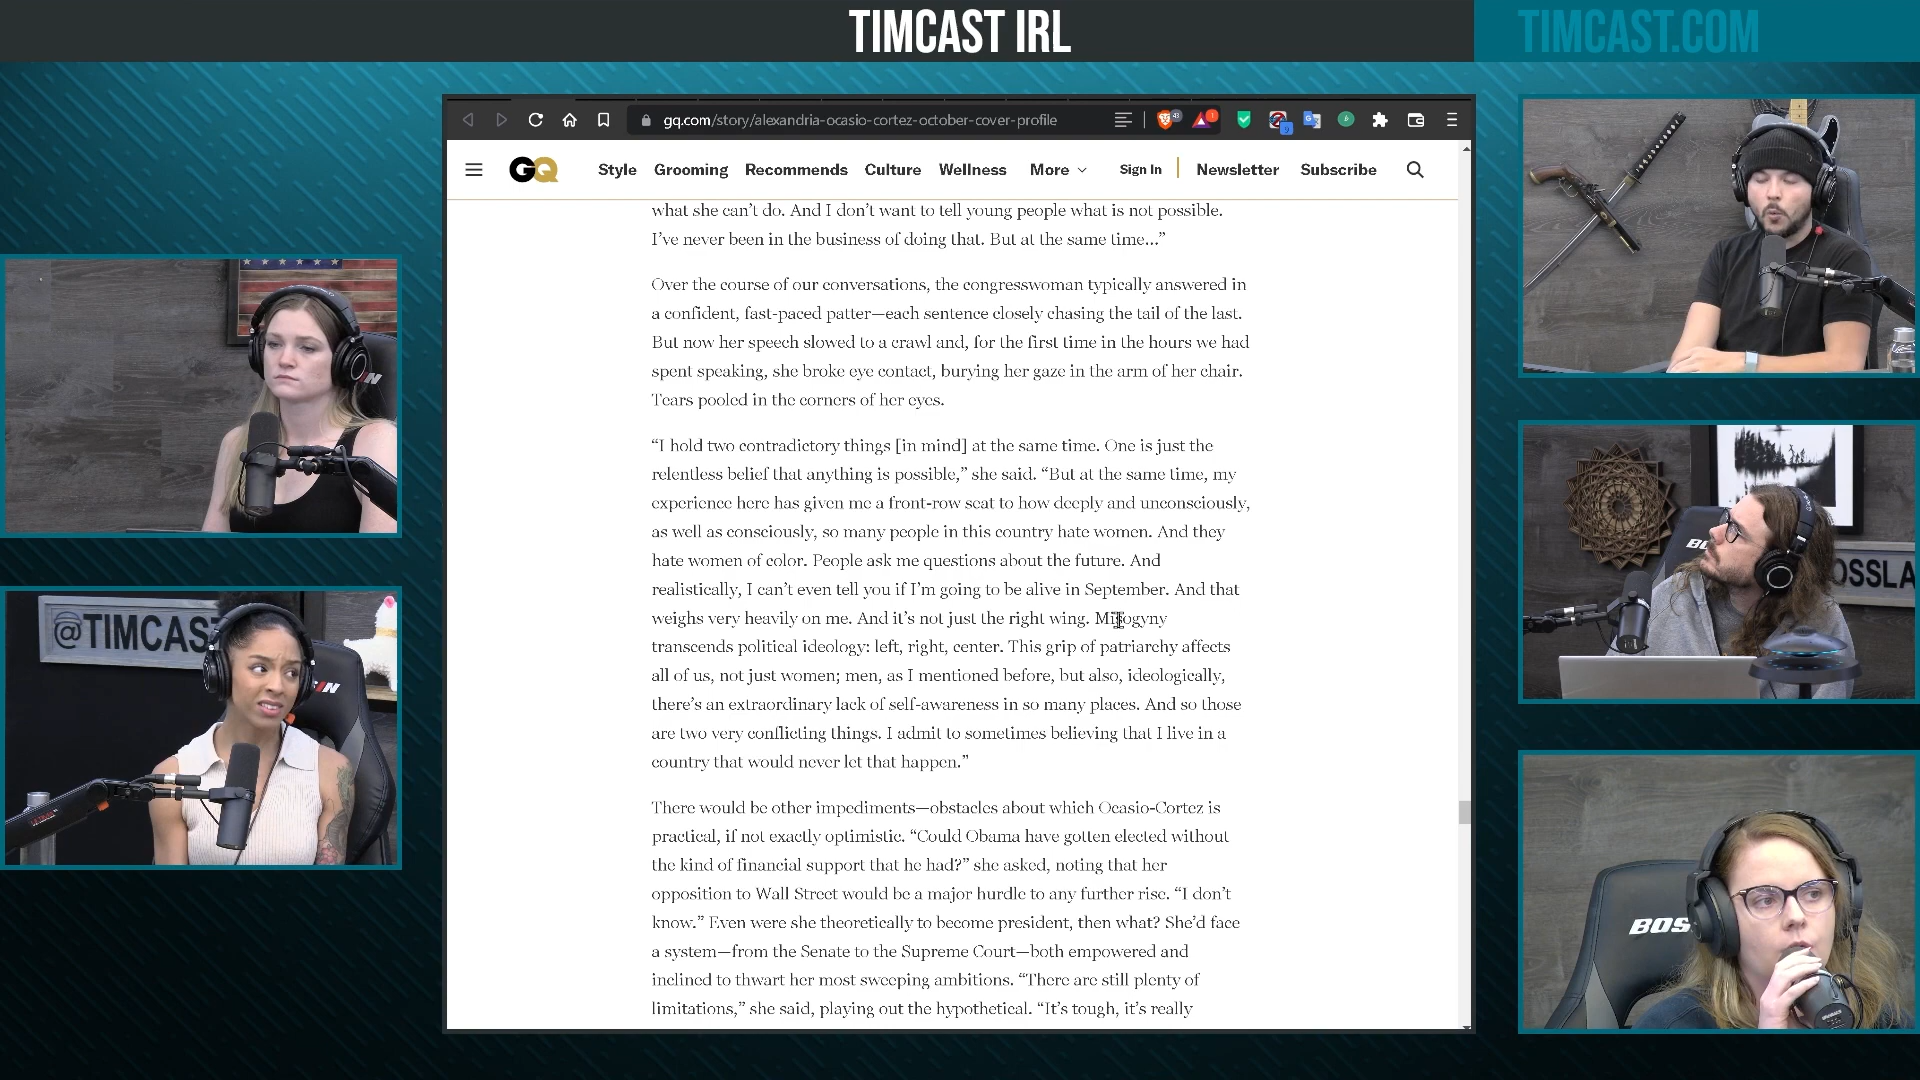 TIMCAST IRL
TIMCAST.COM
gq.com/story/alexandria-ocasio-cortez-october-cover-profile
GQ
Style Grooming Recommends Culture Wellness More Sign In Newsletter Subscribe
what she can't do. And I don't want to tell young people what is not possible.
I've never been in the business of doing that. But at the same time…”
Over the course of our conversations, the congresswoman typically answered in
a confident, fast-paced patter—each sentence closely chasing the tail of the last.
But now her speech slowed to a crawl and, for the first time in the hours we had
spent speaking, she broke eye contact, burying her gaze in the arm of her chair.
Tears pooled in the corners of her eyes.
“I hold two contradictory things [in mind] at the same time. One is just the
relentless belief that anything is possible,” she said. “But at the same time, my
experience here has given me a front-row seat to how deeply and unconsciously,
as well as consciously, so many people in this country hate women. And they
hate women of color. People ask me questions about the future. And
realistically, I can't even tell you if I'm going to be alive in September. And that
weighs very heavily on me. And it's not just the right wing. Misogyny
transcends political ideology: left, right, center. This grip of patriarchy affects
all of us, not just women; men, as I mentioned before, but also, ideologically,
there's an extraordinary lack of self-awareness in so many places. And so those
are two very conflicting things. I admit to sometimes believing that I live in a
country that would never let that happen.”
There would be other impediments—obstacles about which Ocasio-Cortez is
practical, if not exactly optimistic. “Could Obama have gotten elected without
the kind of financial support that he had?” she asked, noting that her
opposition to Wall Street would be a major hurdle to any further rise. “I don't
know.” Even were she theoretically to become president, then what? She'd face
a system—from the Senate to the Supreme Court—both empowered and
inclined to thwart her most sweeping ambitions. “There are still plenty of
limitations,” she said, playing out the hypothetical. “It's tough, it's really
@TIMCAS
OSSLA
BOS